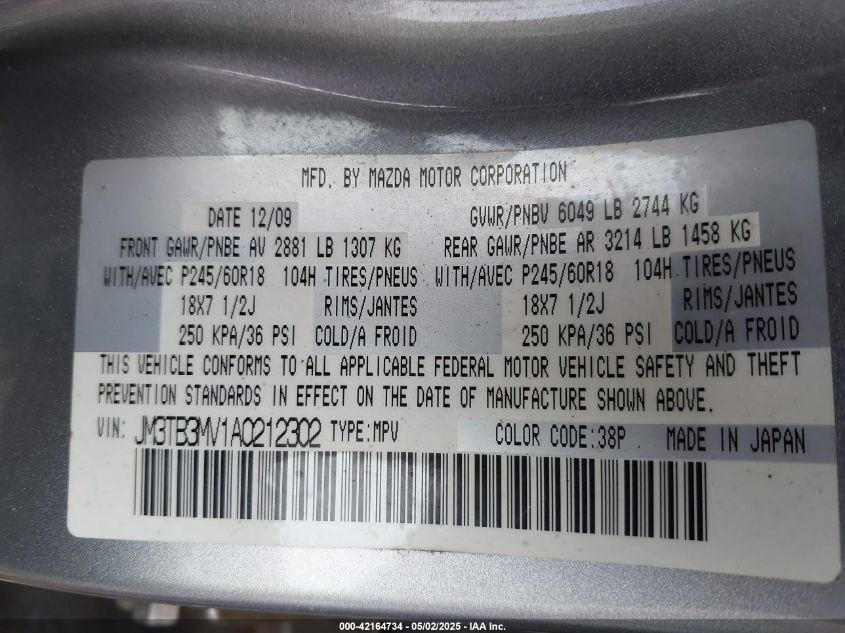 MFD. BY MAZDA MOTOR CORPORATION
DATE 12/09 GVWR/PNBV 6049 LB 2744 KG
FRONT GAWR/PNBE AV 2881 LB 1307 KG REAR GAWR/PNBE AR 3214 LB 1458 KG
WITH/AVEC P245/60R18 104H TIRES/PNEUS WITH/AVEC P245/60R18 104H TIRES/PNEUS
18X7 1/2J RIMS/JANTES 18X7 1/2J RIMS/JANTES
250 KPA/36 PSI COLD/A FROID 250 KPA/36 PSI COLD/A FROID
THIS VEHICLE CONFORMS TO ALL APPLICABLE FEDERAL MOTOR VEHICLE SAFETY AND THEFT
PREVENTION STANDARDS IN EFFECT ON THE DATE OF MANUFACTURE SHOWN ABOVE.
VIN: JM3TB3MV1A0212302 TYPE:MPV COLOR CODE:38P MADE IN JAPAN
000-42164734 - 05/02/2025 - IAA Inc.